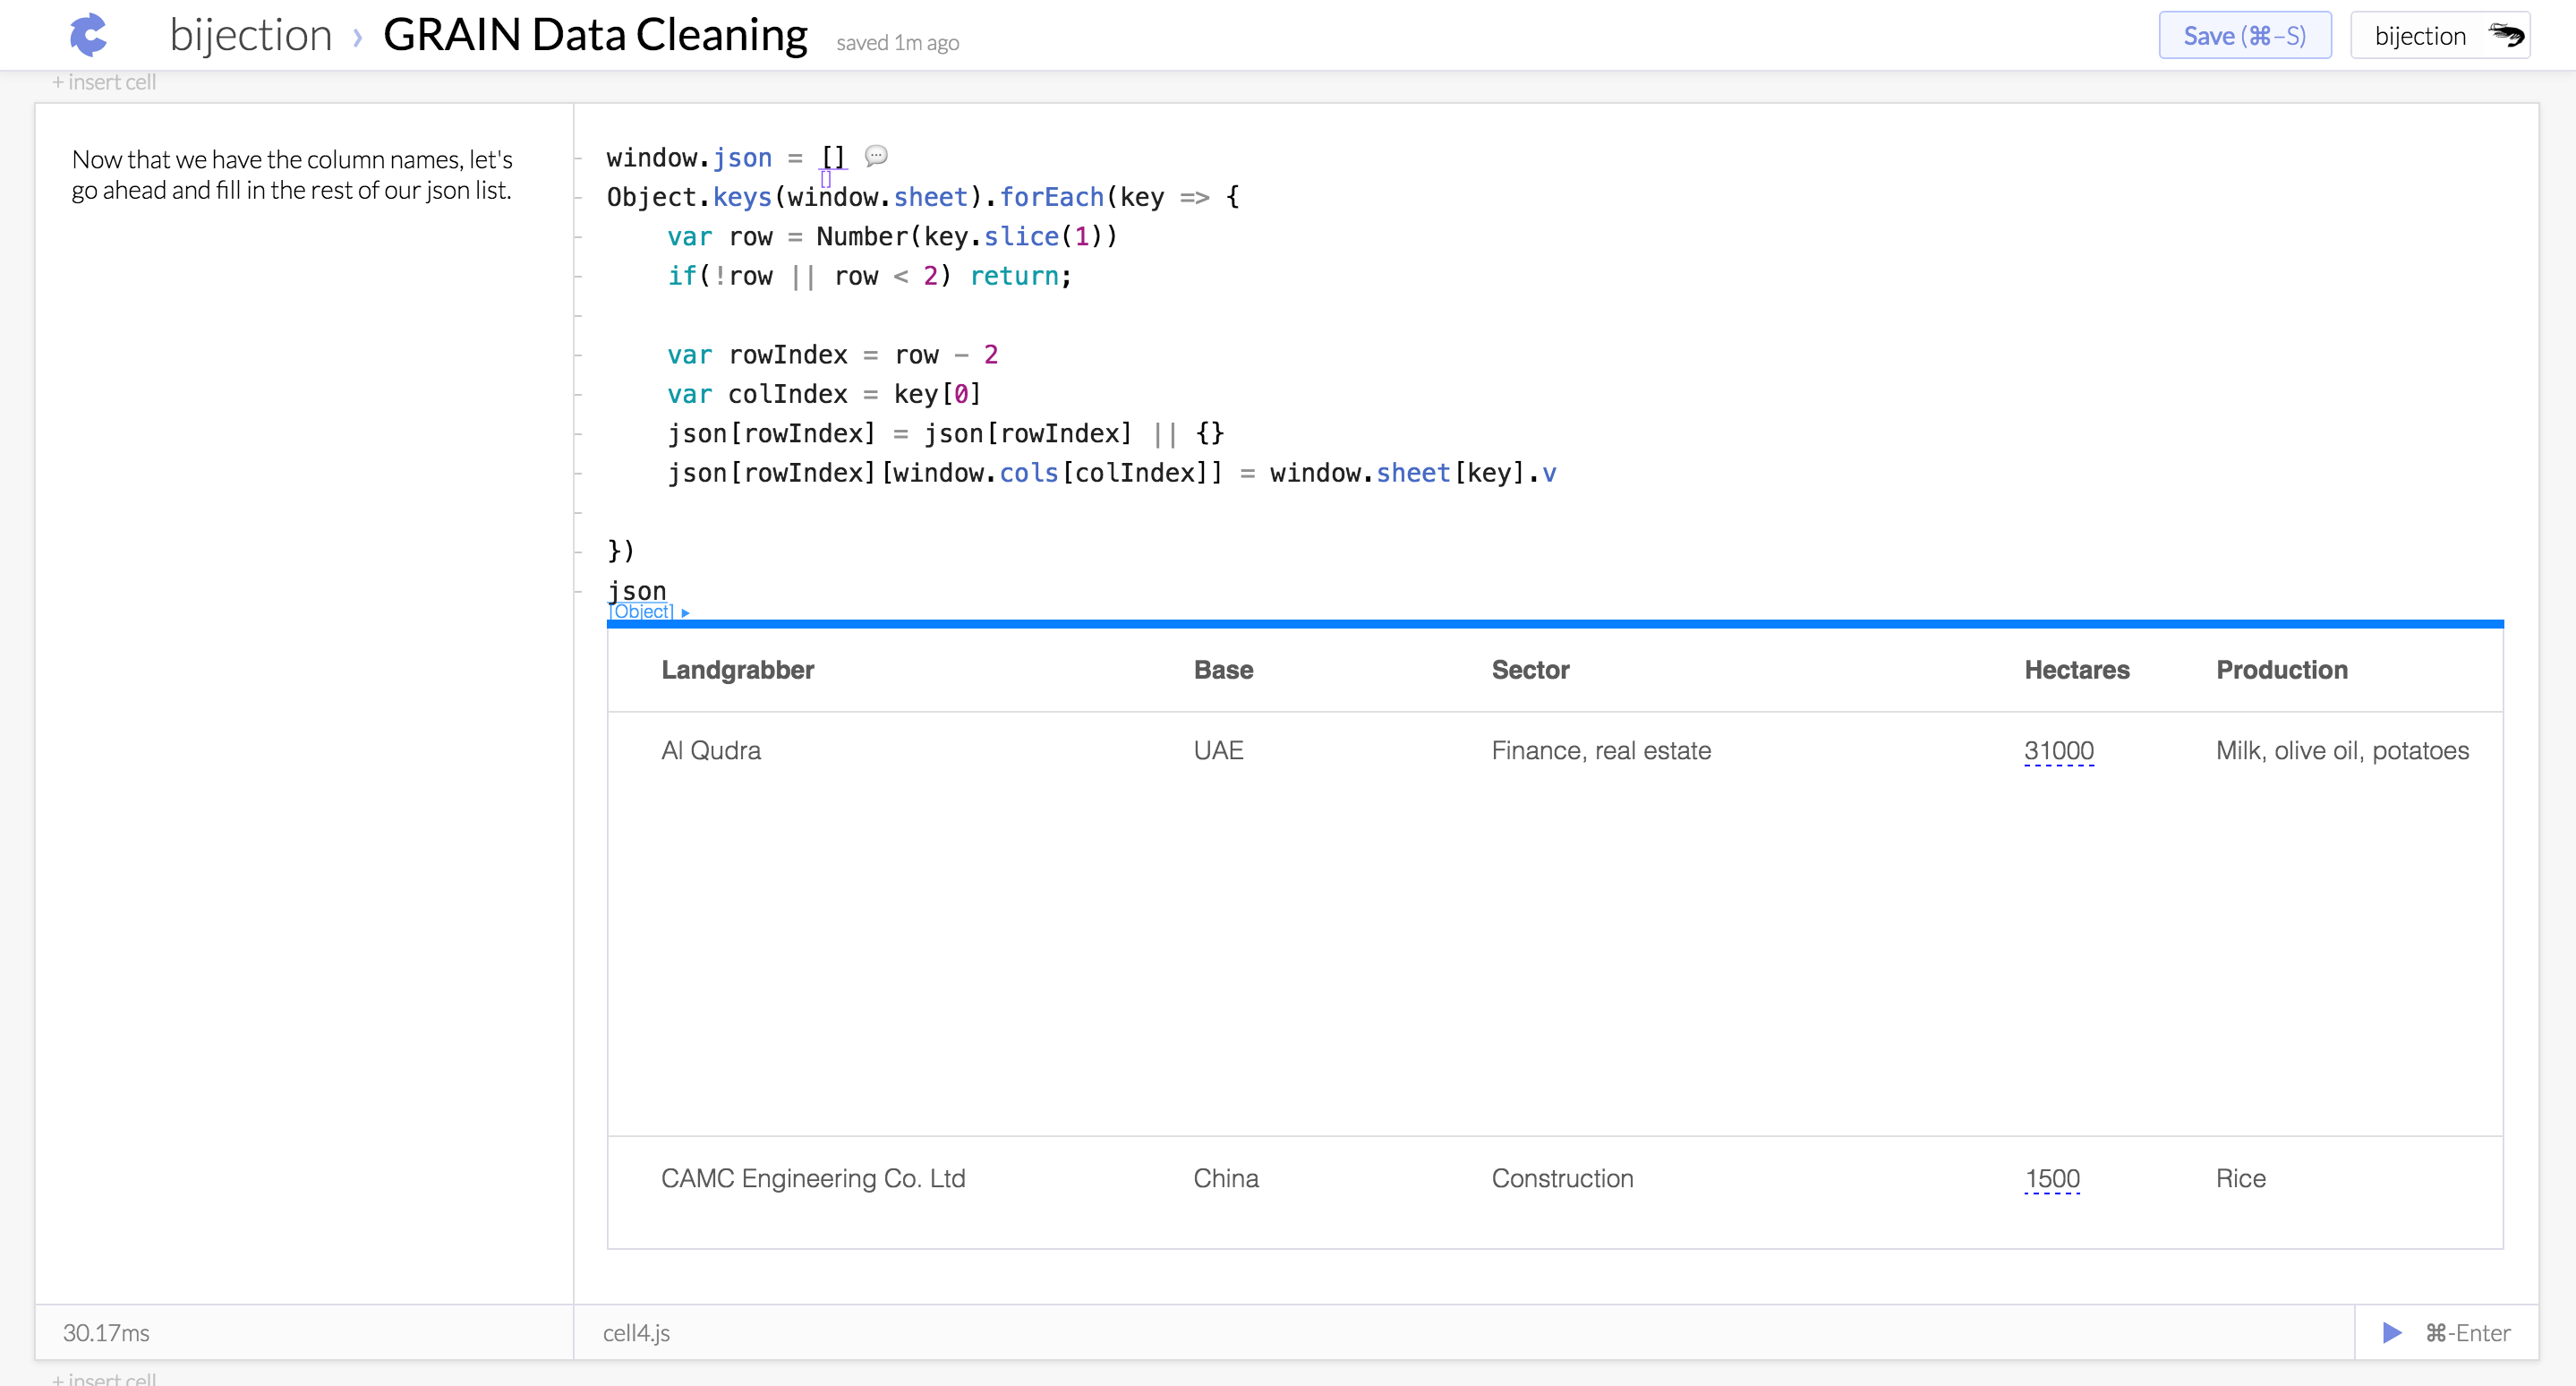 bijection › GRAIN Data Cleaning saved 1m ago
Save (⌘–S)
bijection
+ insert cell
Now that we have the column names, let's
go ahead and fill in the rest of our json list.
window.json = []
[]
Object.keys(window.sheet).forEach(key => {
    var row = Number(key.slice(1))
    if(!row || row < 2) return;
    var rowIndex = row – 2
    var colIndex = key[0]
    json[rowIndex] = json[rowIndex] || {}
    json[rowIndex][window.cols[colIndex]] = window.sheet[key].v
})
json
[Object] ▸
Landgrabber Base Sector Hectares Production
Al Qudra UAE Finance, real estate 31000 Milk, olive oil, potatoes
CAMC Engineering Co. Ltd China Construction 1500 Rice
30.17ms
cell4.js
⌘-Enter
+ insert cell